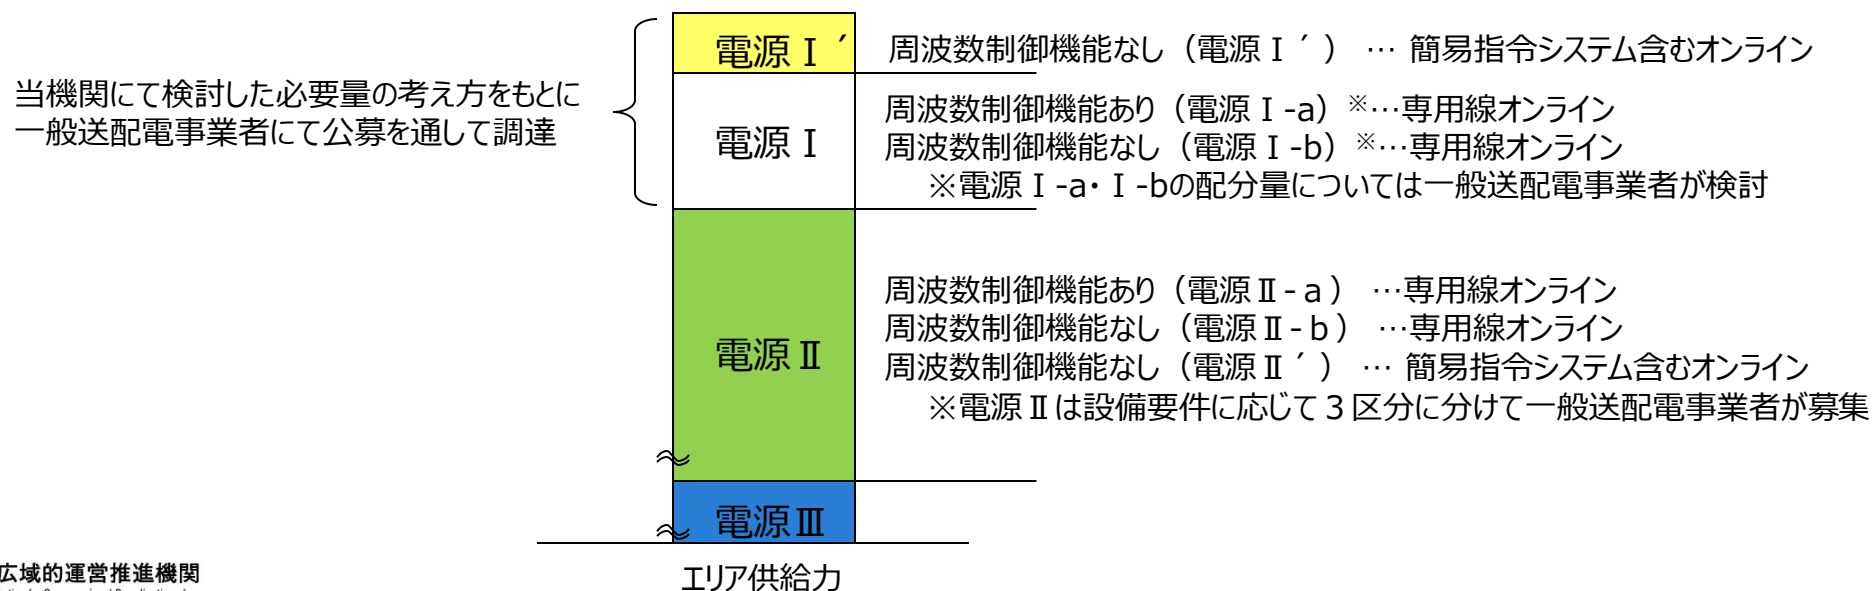 電源Ⅰ´
周波数制御機能なし（電源Ⅰ´） … 簡易指令システム含むオンライン
当機関にて検討した必要量の考え方をもとに
一般送配電事業者にて公募を通して調達
電源Ⅰ
周波数制御機能あり（電源Ⅰ-a）※…専用線オンライン
周波数制御機能なし（電源Ⅰ-b）※…専用線オンライン
※電源Ⅰ-a・Ⅰ-bの配分量については一般送配電事業者が検討
電源Ⅱ
周波数制御機能あり（電源Ⅱ-ａ） …専用線オンライン
周波数制御機能なし（電源Ⅱ-ｂ） …専用線オンライン
周波数制御機能なし（電源Ⅱ´） … 簡易指令システム含むオンライン
※電源Ⅱは設備要件に応じて３区分に分けて一般送配電事業者が募集
電源Ⅲ
エリア供給力
広域的運営推進機関